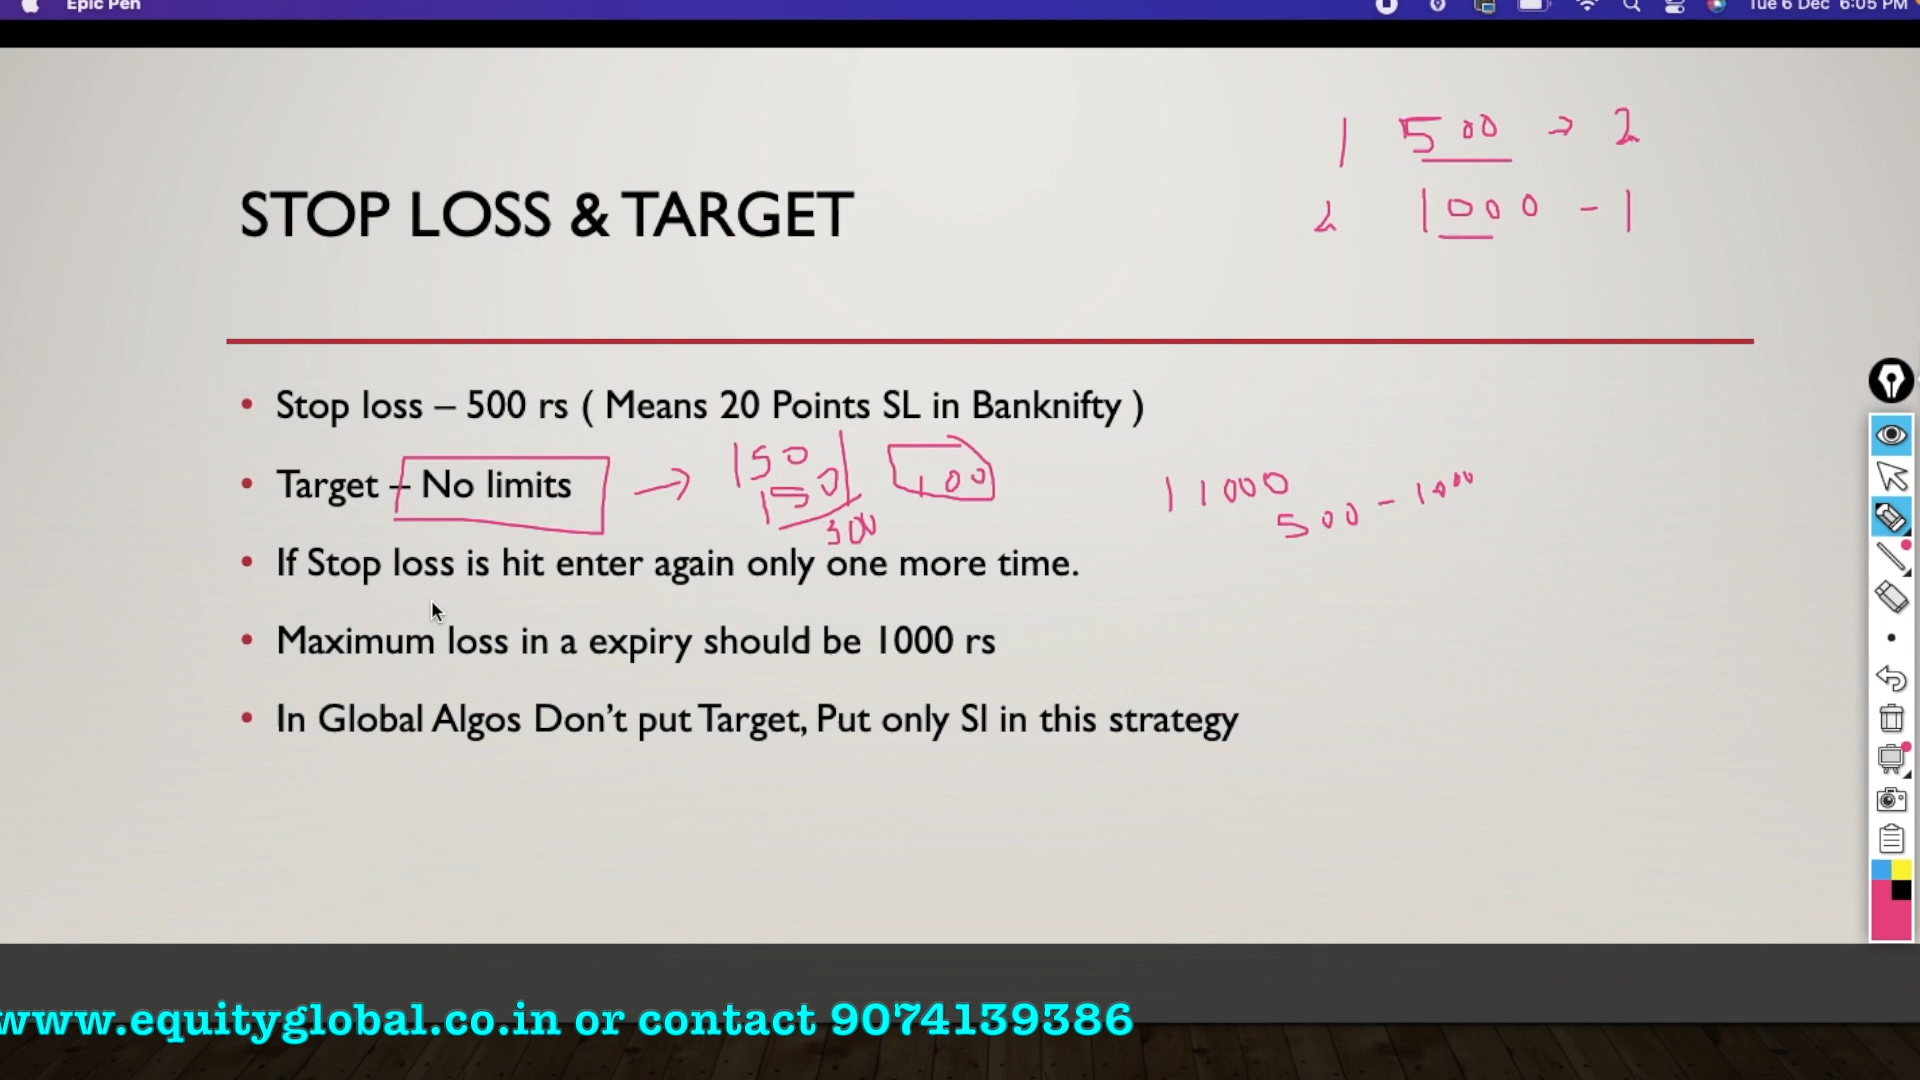 Epic Pen
Tue 6 Dec 6:05 PM
1 500 → 2
2 1000 - 1
STOP LOSS & TARGET
• Stop loss – 500 rs ( Means 20 Points SL in Banknifty )
• Target – No limits → 150 100
150
300
11000
500 - 1000
• If Stop loss is hit enter again only one more time.
• Maximum loss in a expiry should be 1000 rs
• In Global Algos Don't put Target, Put only Sl in this strategy
www.equityglobal.co.in or contact 9074139386